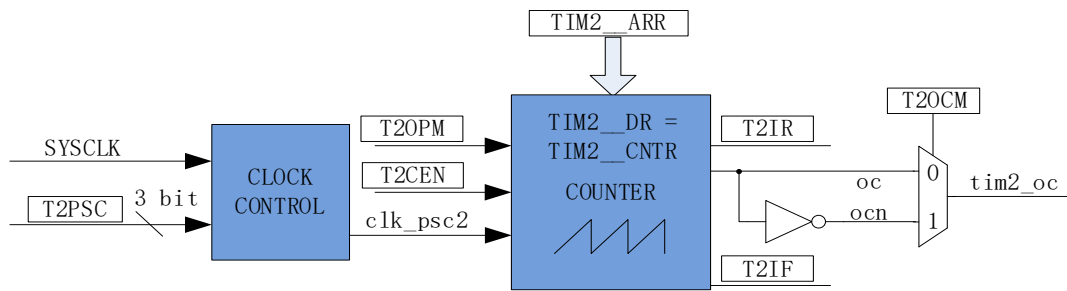 TIM2__ARR
SYSCLK
T2PSC
3 bit
CLOCK
CONTROL
T2OPM
T2CEN
clk_psc2
TIM2__DR =
TIM2__CNTR
COUNTER
T2IR
T2IF
oc
ocn
T2OCM
0
1
tim2_oc